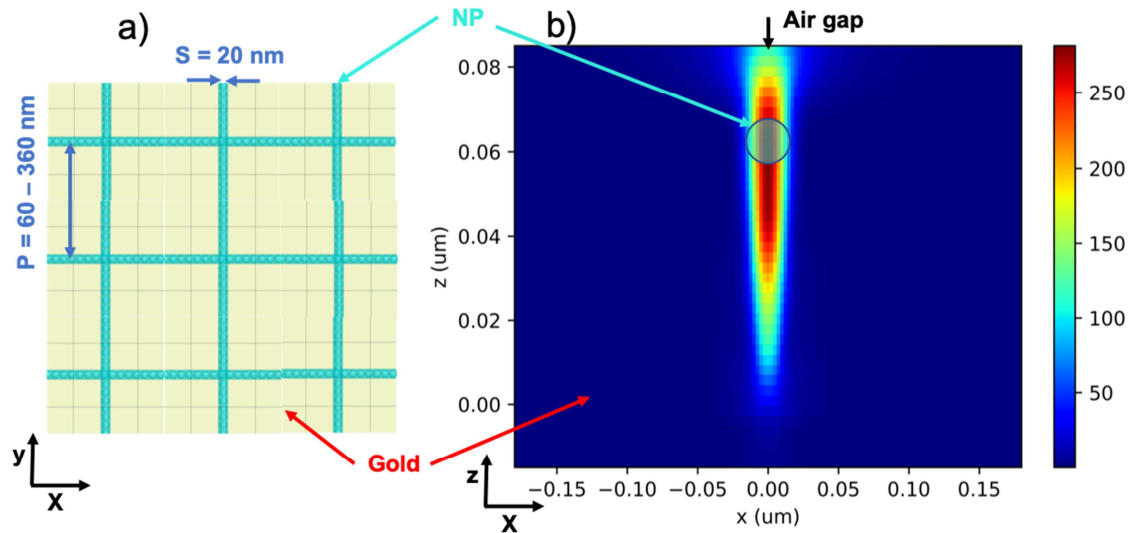 a)
NP
b)
Air gap
S = 20 nm
P = 60 – 360 nm
Gold
y
X
z
X
z (um)
0.08
0.06
0.04
0.02
0.00
−0.15 −0.10 −0.05 0.00 0.05 0.10 0.15
x (um)
250
200
150
100
50